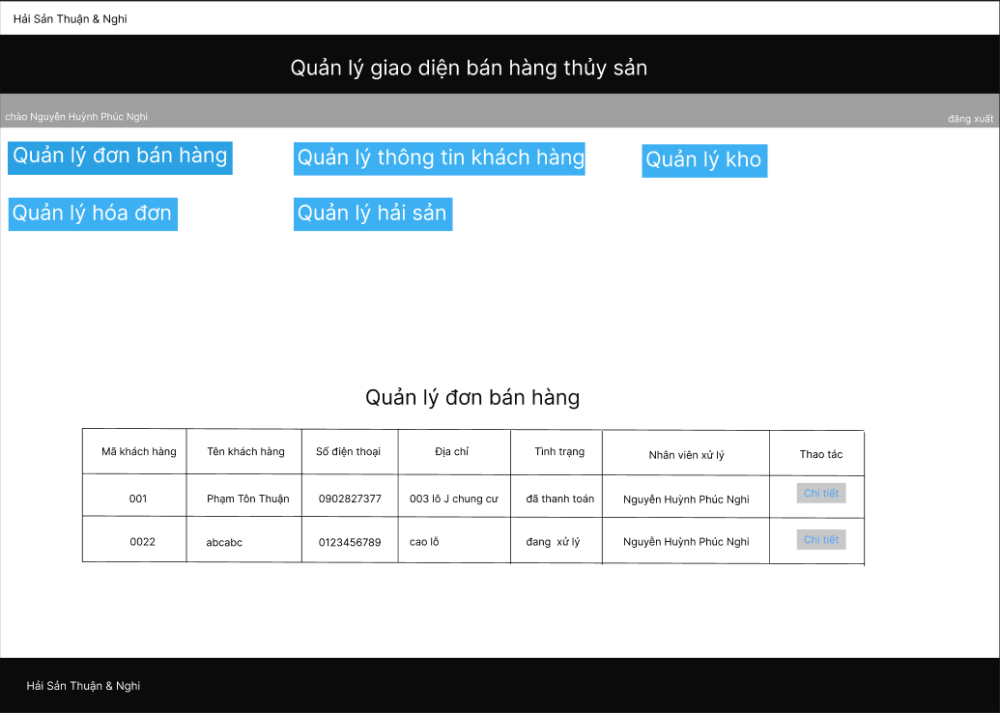 Hải Sản Thuận & Nghi
Quản lý giao diện bán hàng thủy sản
chào Nguyễn Huỳnh Phúc Nghi
đăng xuất
Quản lý đơn bán hàng
Quản lý thông tin khách hàng
Quản lý kho
Quản lý hóa đơn
Quản lý hải sản
Quản lý đơn bán hàng
Mã khách hàng Tên khách hàng Số điện thoại Địa chỉ Tình trạng Nhân viên xử lý Thao tác
001 Phạm Tôn Thuận 0902827377 003 lô J chung cư đã thanh toán Nguyễn Huỳnh Phúc Nghi Chi tiết
0022 abcabc 0123456789 cao lỗ đang xử lý Nguyễn Huỳnh Phúc Nghi Chi tiết
Hải Sản Thuận & Nghi